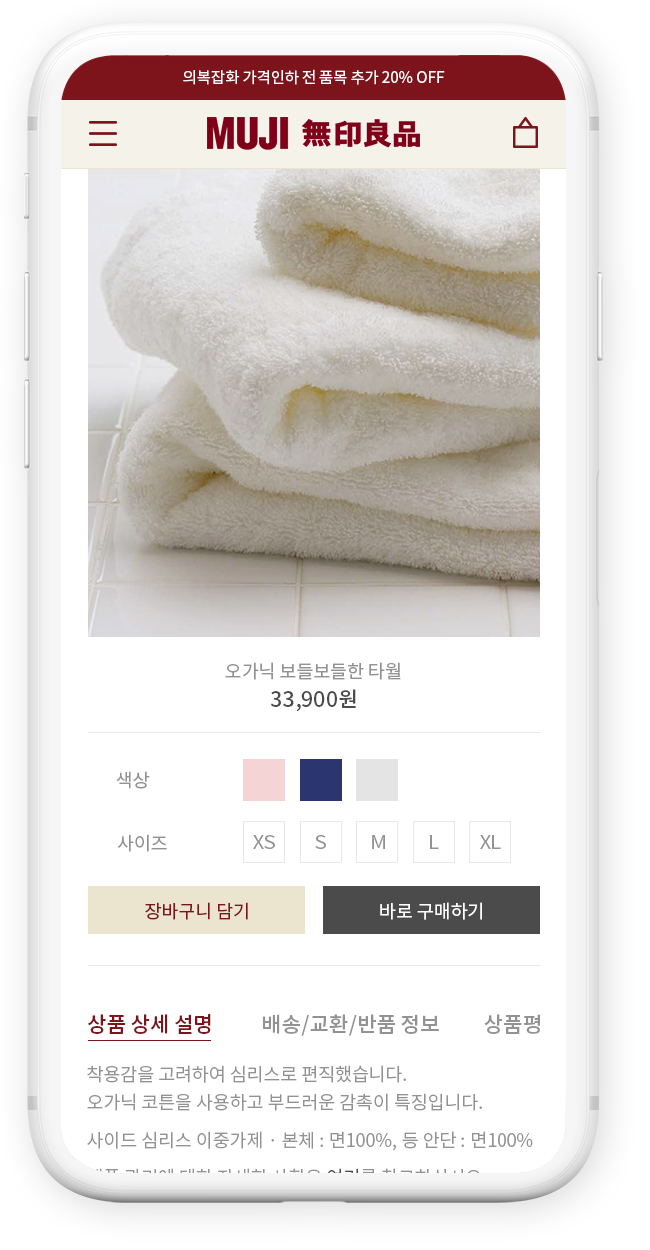 의복잡화 가격인하 전 품목 추가 20% OFF
MUJI 無印良品
오가닉 보들보들한 타월
33,900원
색상
사이즈 XS S M L XL
장바구니 담기 바로 구매하기
상품 상세 설명 배송/교환/반품 정보 상품평
착용감을 고려하여 심리스로 편직했습니다.
오가닉 코튼을 사용하고 부드러운 감촉이 특징입니다.
사이드 심리스 이중가제 · 본체 : 면100%, 등 안단 : 면100%